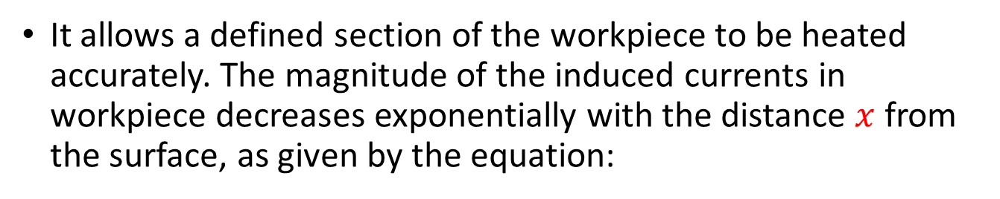 • It allows a defined section of the workpiece to be heated
accurately. The magnitude of the induced currents in
workpiece decreases exponentially with the distance x from
the surface, as given by the equation: